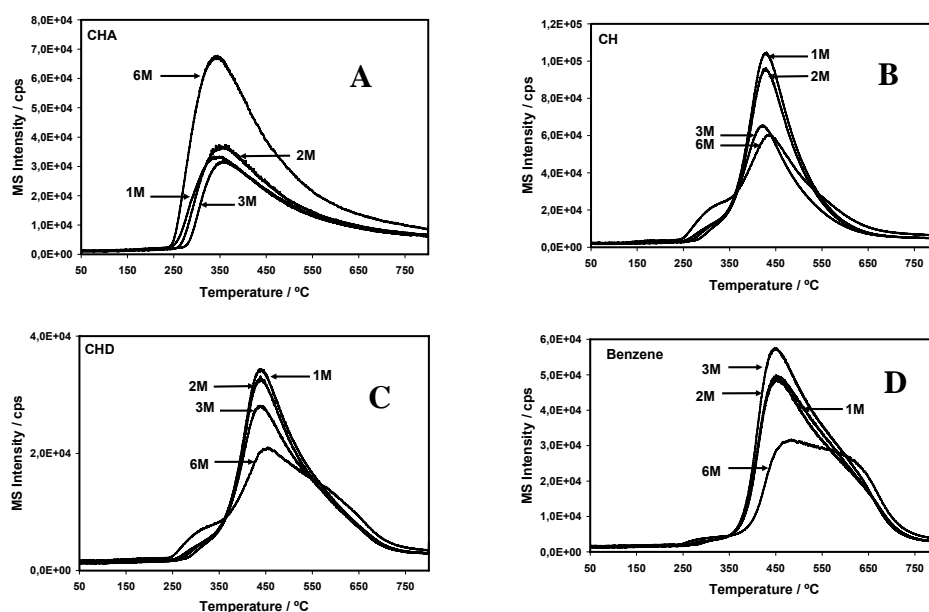 8,0E+04
CHA
7,0E+04
6M
A
6,0E+04
5,0E+04
4,0E+04
2M
3,0E+04
1M
3M
2,0E+04
1,0E+04
0,0E+00
50 150 250 350 450 550 650 750
Temperature / ºC
MS Intensity / cps
1,2E+05
CH
1M
B
1,0E+05
2M
8,0E+04
3M
6,0E+04
6M
4,0E+04
2,0E+04
0,0E+00
50 150 250 350 450 550 650 750
Temperature / ºC
MS Intensity / cps
4,0E+04
CHD
1M
2M
C
3M
2,0E+04
6M
0,0E+00
50 150 250 350 450 550 650 750
Temperature / ºC
MS Intensity / cps
6,0E+04
Benzene
3M
D
5,0E+04
2M
1M
4,0E+04
3,0E+04
6M
2,0E+04
1,0E+04
0,0E+00
50 150 250 350 450 550 650 750
Temperature / ºC
MS Intensity / cps